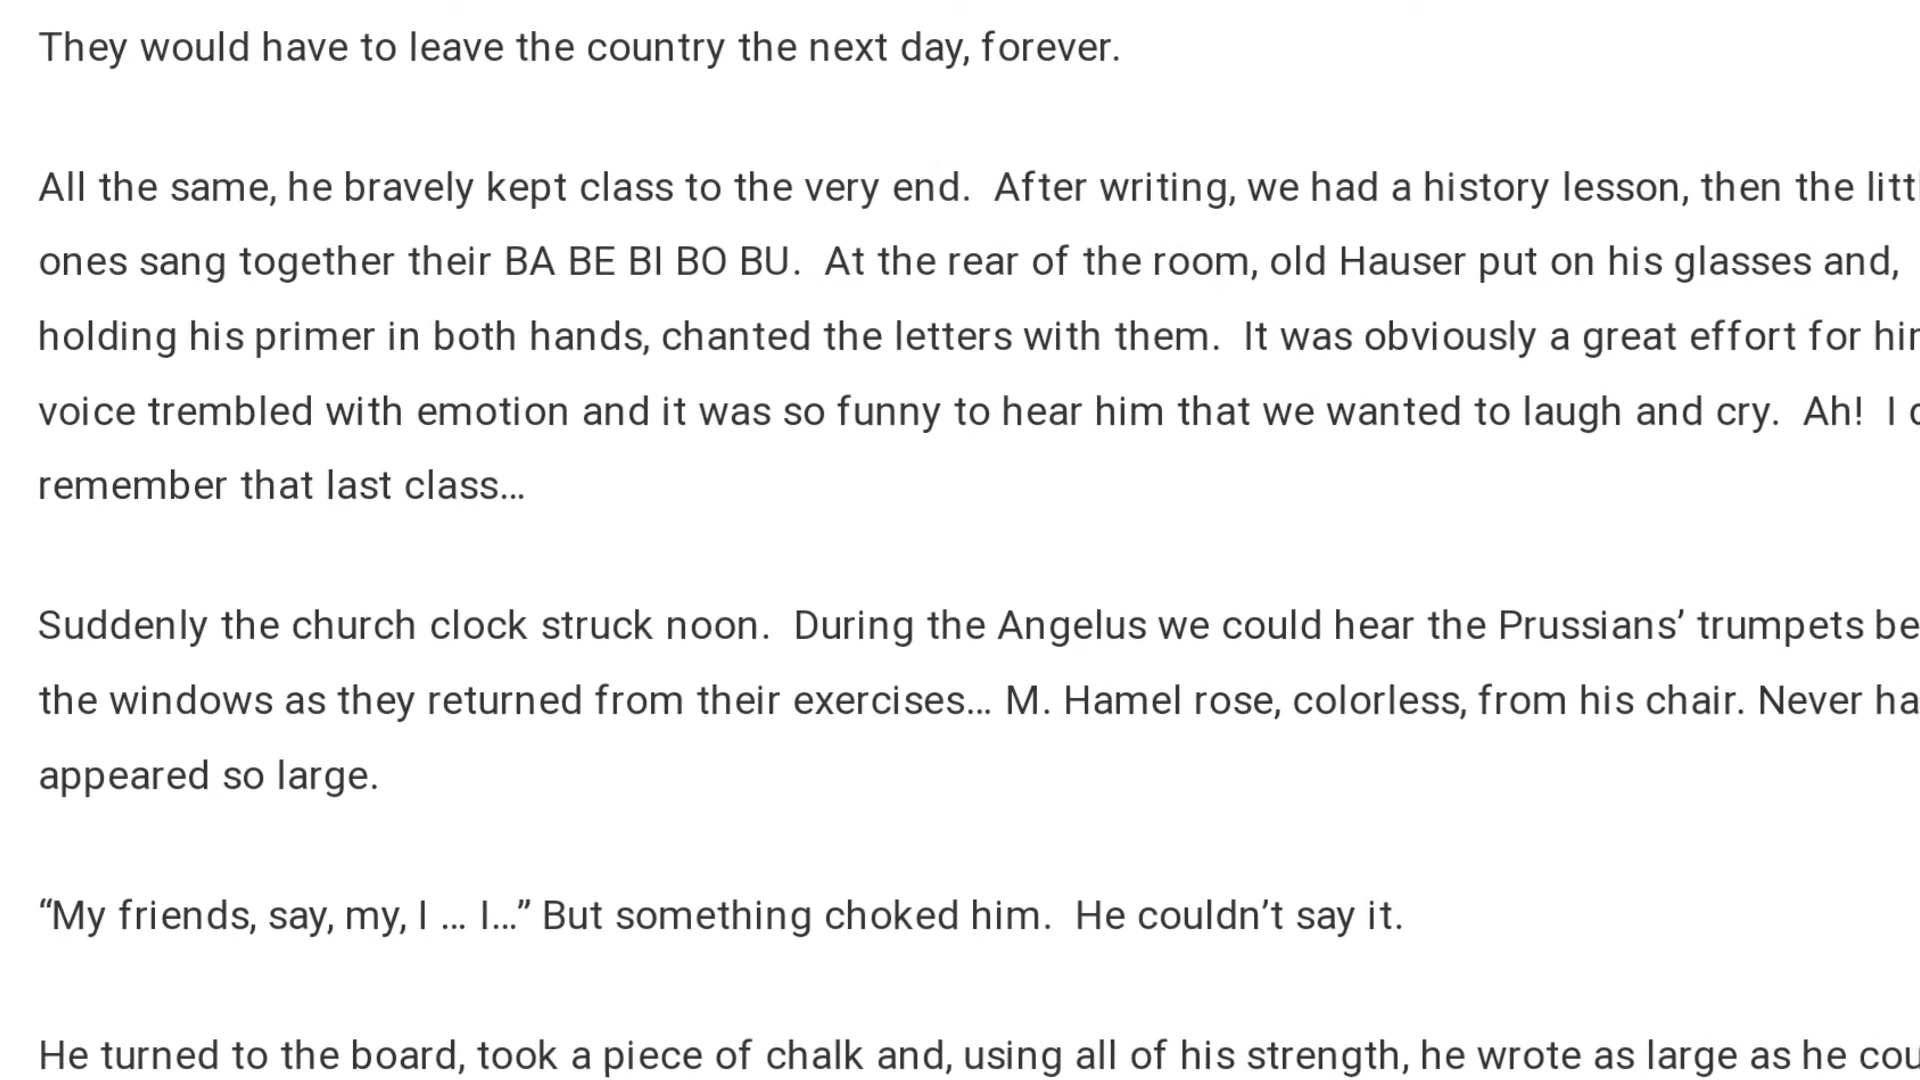 They would have to leave the country the next day, forever.
All the same, he bravely kept class to the very end.  After writing, we had a history lesson, then the
ones sang together their BA BE BI BO BU.  At the rear of the room, old Hauser put on his glasses and,
holding his primer in both hands, chanted the letters with them.  It was obviously a great effort for
voice trembled with emotion and it was so funny to hear him that we wanted to laugh and cry.  Ah!  I
remember that last class…
Suddenly the church clock struck noon.  During the Angelus we could hear the Prussians’ trumpets
the windows as they returned from their exercises… M. Hamel rose, colorless, from his chair. Never
appeared so large.
“My friends, say, my, I … I…” But something choked him.  He couldn’t say it.
He turned to the board, took a piece of chalk and, using all of his strength, he wrote as large as he